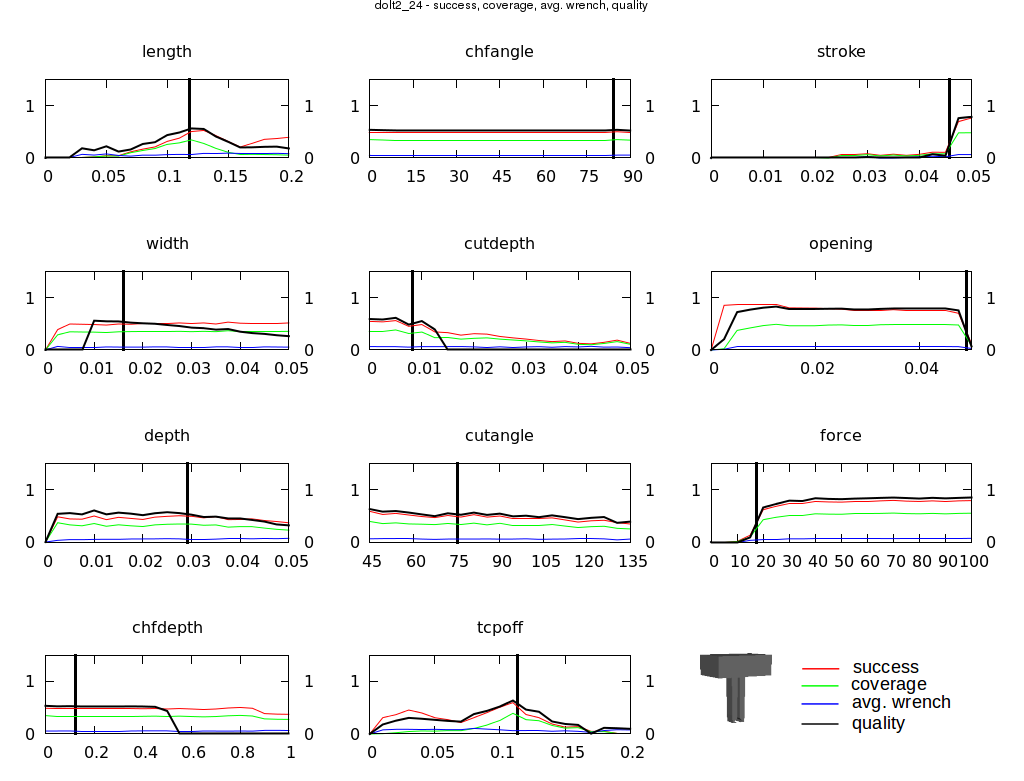 dolt2_24 - success, coverage, avg. wrench, quality
length chfangle stroke
1 1 1 1 1 1
0 0 0 0 0 0
0 0.05 0.1 0.15 0.2 0 15 30 45 60 75 90 0 0.01 0.02 0.03 0.04 0.05
width cutdepth opening
1 1 1 1 1 1
0 0 0 0 0 0
0 0.01 0.02 0.03 0.04 0.05 0 0.01 0.02 0.03 0.04 0.05 0 0.02 0.04
depth cutangle force
1 1 1 1 1 1
0 0 0 0 0 0
0 0.01 0.02 0.03 0.04 0.05 45 60 75 90 105 120 135 0 10 20 30 40 50 60 70 80 90 100
chfdepth tcpoff
success
1 1 1 1
coverage
avg. wrench
quality
0 0 0 0
0 0.2 0.4 0.6 0.8 1 0 0.05 0.1 0.15 0.2